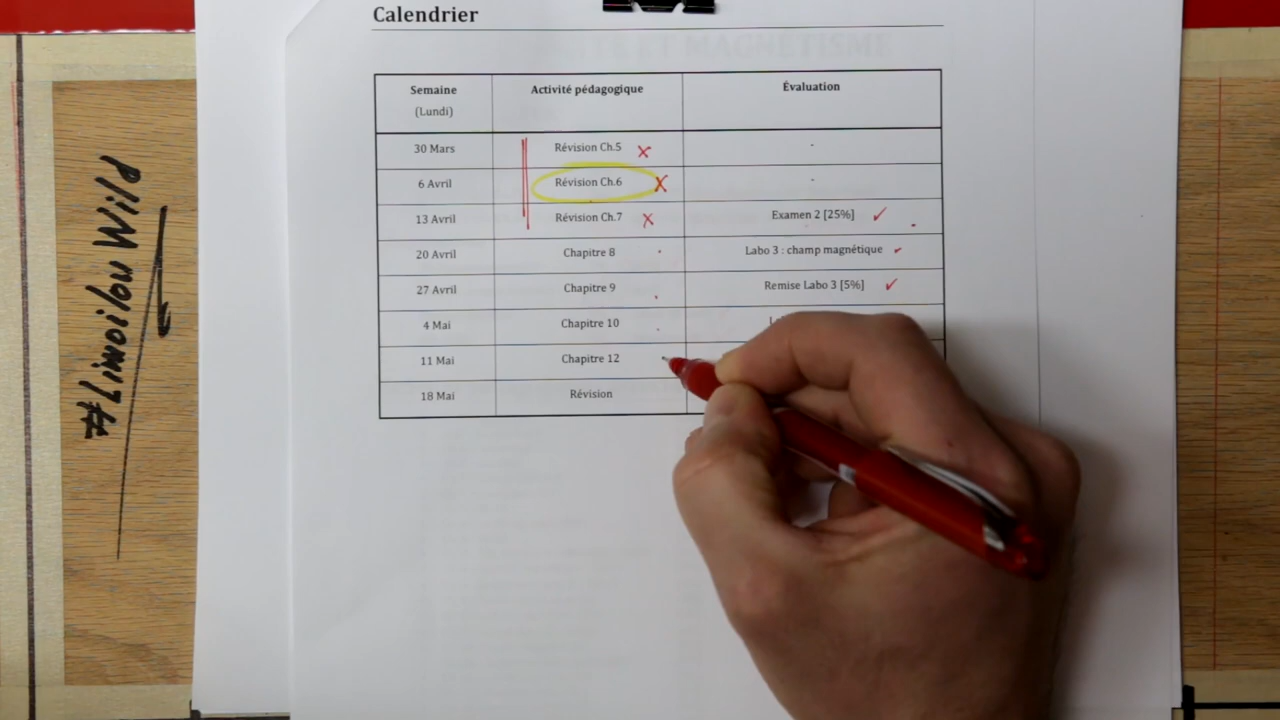 Calendrier
Semaine Activité pédagogique Évaluation
(Lundi)
30 Mars Révision Ch.5 -
6 Avril Révision Ch.6 -
13 Avril Révision Ch.7 Examen 2 [25%]
20 Avril Chapitre 8 Labo 3 : champ magnétique
27 Avril Chapitre 9 Remise Labo 3 [5%]
4 Mai Chapitre 10
11 Mai Chapitre 12
18 Mai Révision
#Limoilou Wild